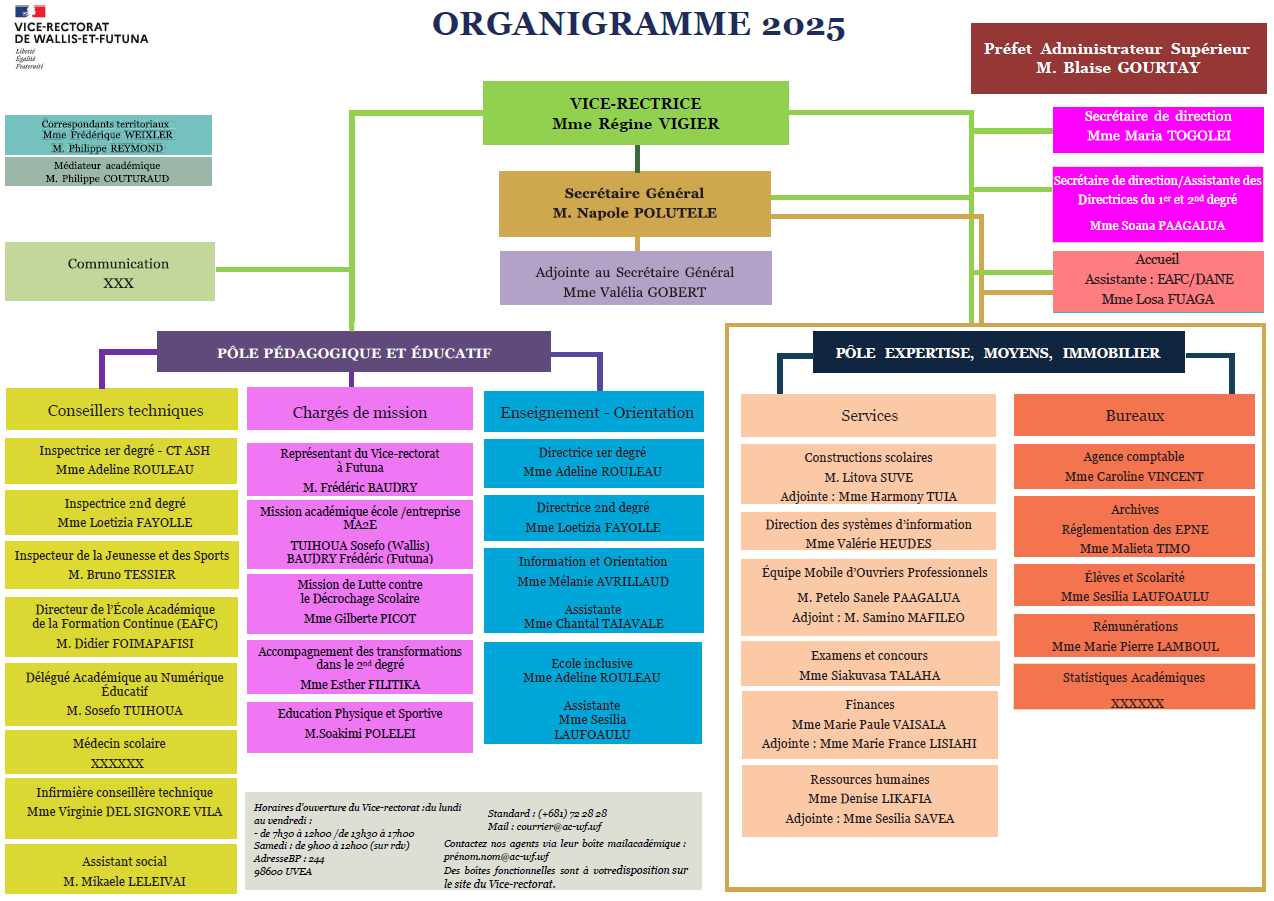 VICE-RECTORAT
DE WALLIS-ET-FUTUNA
Liberté
Égalité
Fraternité
ORGANIGRAMME 2025
Préfet Administrateur Supérieur
M. Blaise GOURTAY
VICE-RECTRICE
Mme Régine VIGIER
Correspondants territoriaux
Mme Frédérique WEIXLER
M. Philippe REYMOND
Médiateur académique
M. Philippe COUTURAUD
Secrétaire de direction
Mme Maria TOGOLEI
Secrétaire Général
M. Napole POLUTELE
Secrétaire de direction/Assistante des
Directrices du 1er et 2nd degré
Mme Soana PAAGALUA
Communication
XXX
Adjointe au Secrétaire Général
Mme Valélia GOBERT
Accueil
Assistante : EAFC/DANE
Mme Losa FUAGA
PÔLE PÉDAGOGIQUE ET ÉDUCATIF
Conseillers techniques
Inspectrice 1er degré - CT ASH
Mme Adeline ROULEAU
Inspectrice 2nd degré
Mme Loetizia FAYOLLE
Inspecteur de la Jeunesse et des Sports
M. Bruno TESSIER
Directeur de l'École Académique
de la Formation Continue (EAFC)
M. Didier FOIMAPAFISI
Délégué Académique au Numérique
Éducatif
M. Sosefo TUIHOUA
Médecin scolaire
XXXXXX
Infirmière conseillère technique
Mme Virginie DEL SIGNORE VILA
Assistant social
M. Mikaele LELEIVAI
Chargés de mission
Représentant du Vice-rectorat
à Futuna
M. Frédéric BAUDRY
Mission académique école /entreprise
MA2E
TUIHOUA Sosefo (Wallis)
BAUDRY Frédéric (Futuna)
Mission de Lutte contre
le Décrochage Scolaire
Mme Gilberte PICOT
Accompagnement des transformations
dans le 2nd degré
Mme Esther FILITIKA
Education Physique et Sportive
M.Soakimi POLELEI
Enseignement - Orientation
Directrice 1er degré
Mme Adeline ROULEAU
Directrice 2nd degré
Mme Loetizia FAYOLLE
Information et Orientation
Mme Mélanie AVRILLAUD
Assistante
Mme Chantal TAIAVALE
Ecole inclusive
Mme Adeline ROULEAU
Assistante
Mme Sesilia
LAUFOAULU
PÔLE EXPERTISE, MOYENS, IMMOBILIER
Services
Constructions scolaires
M. Litova SUVE
Adjointe : Mme Harmony TUIA
Direction des systèmes d'information
Mme Valérie HEUDES
Équipe Mobile d'Ouvriers Professionnels
M. Petelo Sanele PAAGALUA
Adjoint : M. Samino MAFILEO
Examens et concours
Mme Siakuvasa TALAHA
Finances
Mme Marie Paule VAISALA
Adjointe : Mme Marie France LISIAHI
Ressources humaines
Mme Denise LIKAFIA
Adjointe : Mme Sesilia SAVEA
Bureaux
Agence comptable
Mme Caroline VINCENT
Archives
Réglementation des EPNE
Mme Malieta TIMO
Élèves et Scolarité
Mme Sesilia LAUFOAULU
Rémunérations
Mme Marie Pierre LAMBOUL
Statistiques Académiques
XXXXXX
Horaires d'ouverture du Vice-rectorat :du lundi
au vendredi :
- de 7h30 à 12h00 /de 13h30 à 17h00
Samedi : de 9h00 à 12h00 (sur rdv)
AdresseBP : 244
98600 UVEA
Standard : (+681) 72 28 28
Mail : courrier@ac-wf.wf
Contactez nos agents via leur boîte mailacadémique :
prénom.nom@ac-wf.wf
Des boîtes fonctionnelles sont à votredisposition sur
le site du Vice-rectorat.